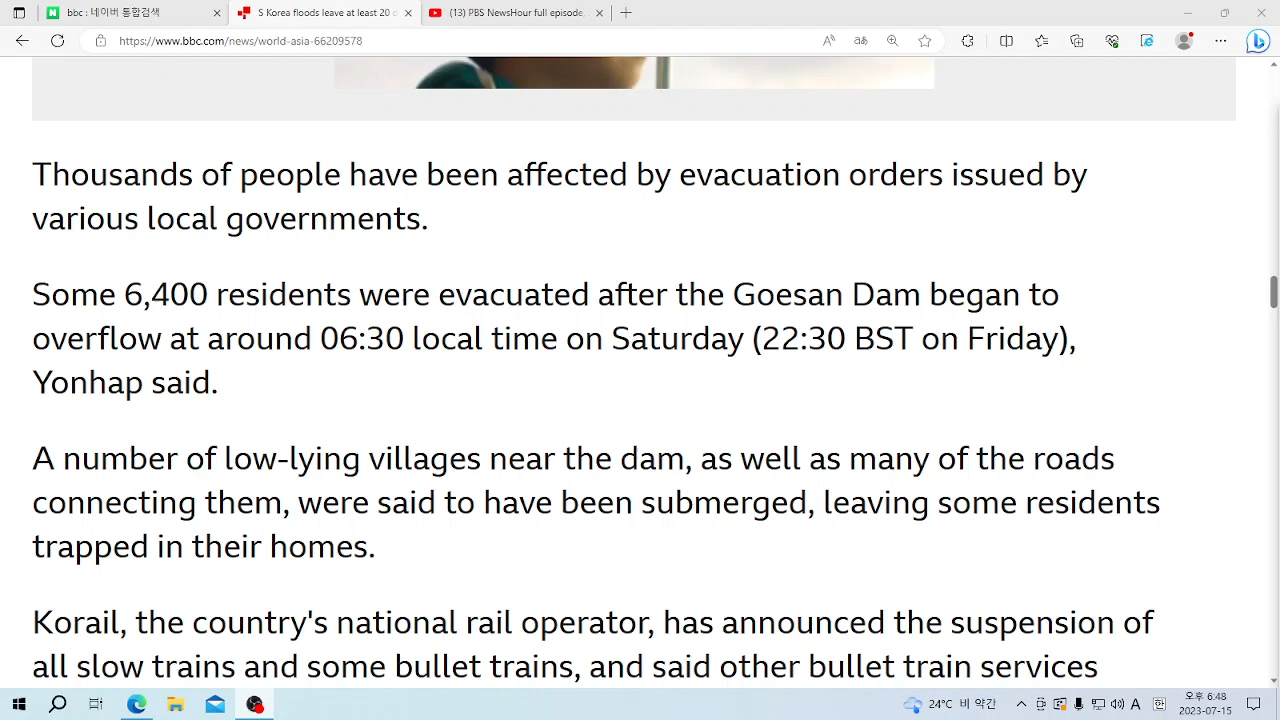 bbc : 네이버 통합검색
S Korea floods leave at least 20 d
(13) PBS NewsHour full episode,
https://www.bbc.com/news/world-asia-66209578
Thousands of people have been affected by evacuation orders issued by
various local governments.
Some 6,400 residents were evacuated after the Goesan Dam began to
overflow at around 06:30 local time on Saturday (22:30 BST on Friday),
Yonhap said.
A number of low-lying villages near the dam, as well as many of the roads
connecting them, were said to have been submerged, leaving some residents
trapped in their homes.
Korail, the country's national rail operator, has announced the suspension of
all slow trains and some bullet trains, and said other bullet train services
24°C 비 약간
A
오후 6:48
2023-07-15